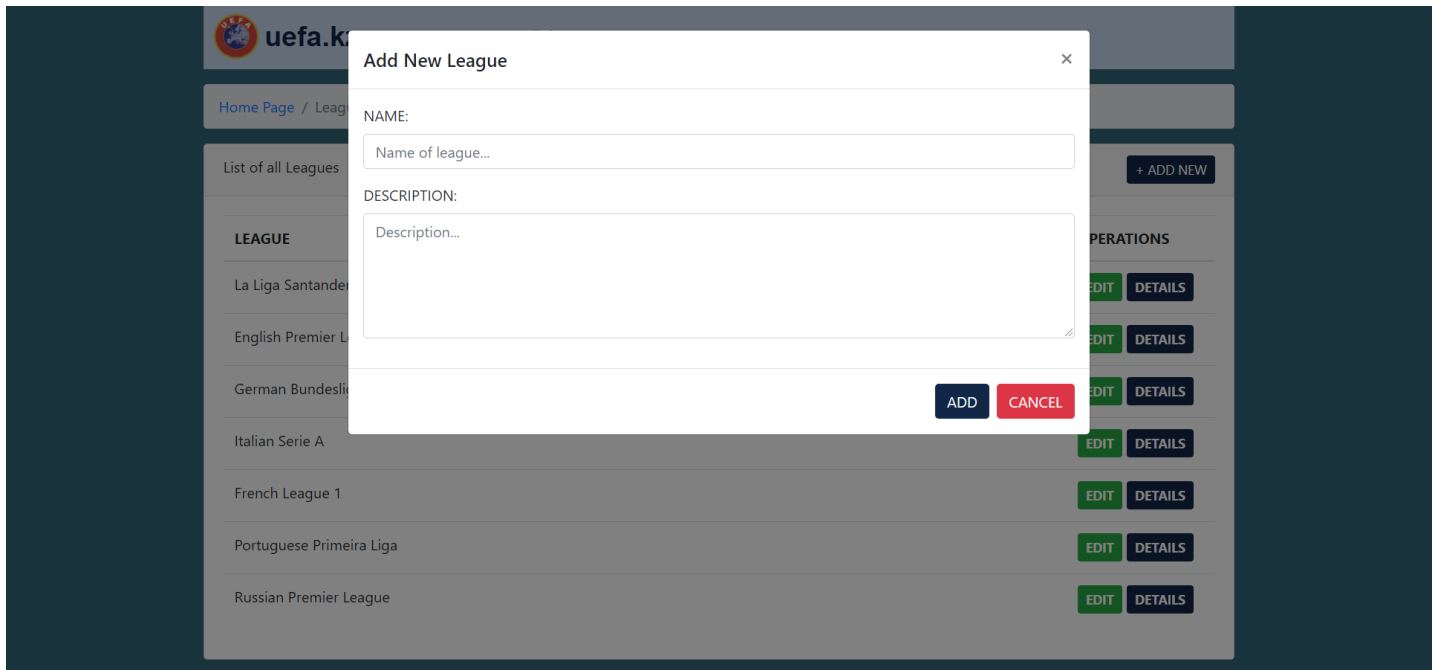 UEFA
uefa.k
Add New League
×
Home Page / Leag
NAME:
Name of league...
List of all Leagues
+ ADD NEW
DESCRIPTION:
Description...
LEAGUE
PERATIONS
La Liga Santander
EDIT DETAILS
English Premier L
EDIT DETAILS
German Bundeslig
EDIT DETAILS
ADD CANCEL
Italian Serie A
EDIT DETAILS
French League 1
EDIT DETAILS
Portuguese Primeira Liga
EDIT DETAILS
Russian Premier League
EDIT DETAILS